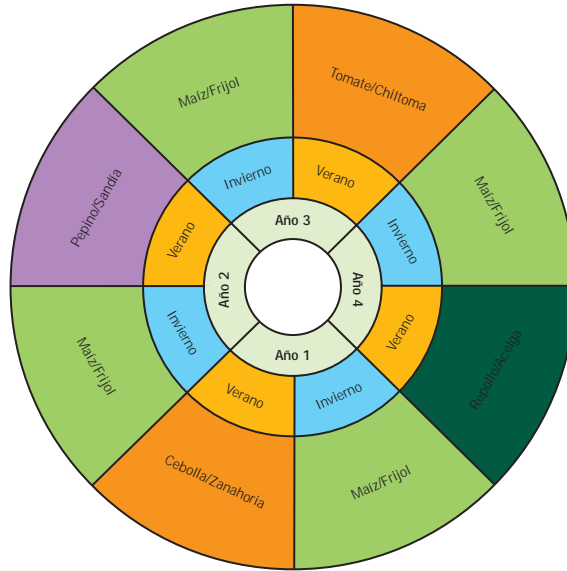 Maíz/Frijol
Tomate/Chiltoma
Pepino/Sandía
Invierno
Verano
Maíz/Frijol
Verano
Año 3
Invierno
Año 2
Año 4
Invierno
Año 1
Verano
Maíz/Frijol
Verano
Invierno
Repollo/Acelga
Cebolla/Zanahoria
Maíz/Frijol